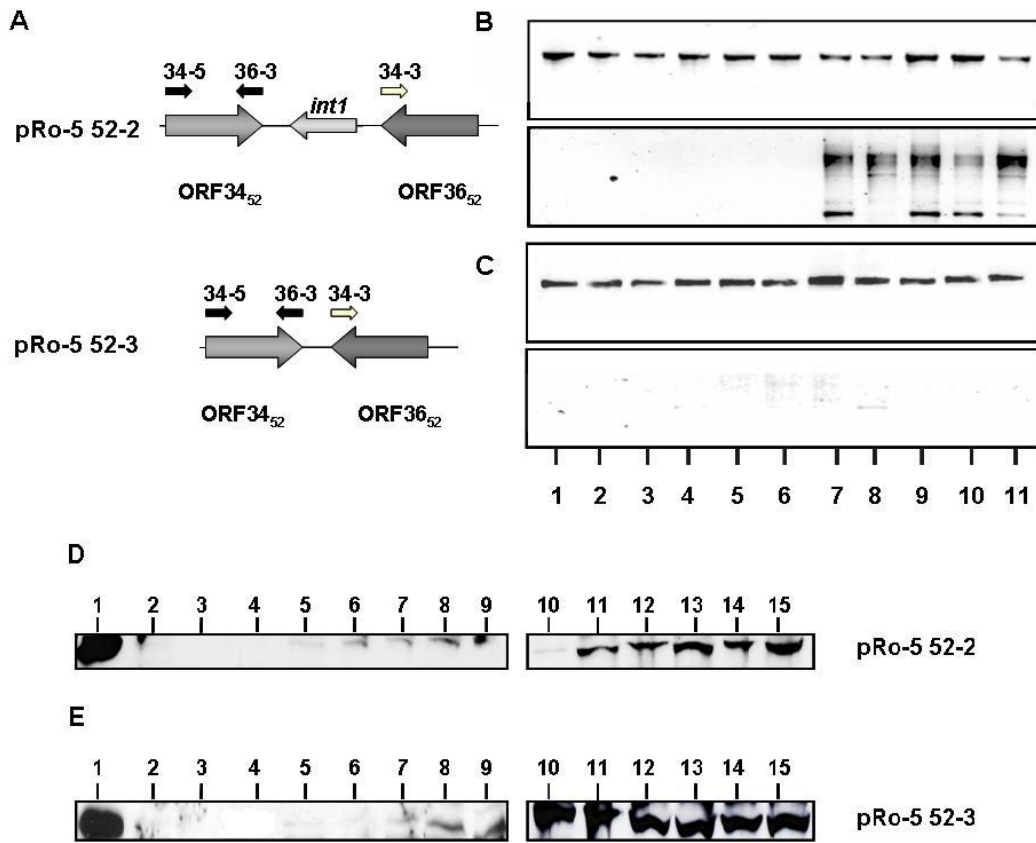 A
34-5 36-3 34-3
int1
pRo-5 52-2
ORF34₅₂ ORF36₅₂
34-5 36-3 34-3
pRo-5 52-3
ORF34₅₂ ORF36₅₂
B
C
1 2 3 4 5 6 7 8 9 10 11
D
1 2 3 4 5 6 7 8 9 10 11 12 13 14 15
pRo-5 52-2
E
1 2 3 4 5 6 7 8 9 10 11 12 13 14 15
pRo-5 52-3